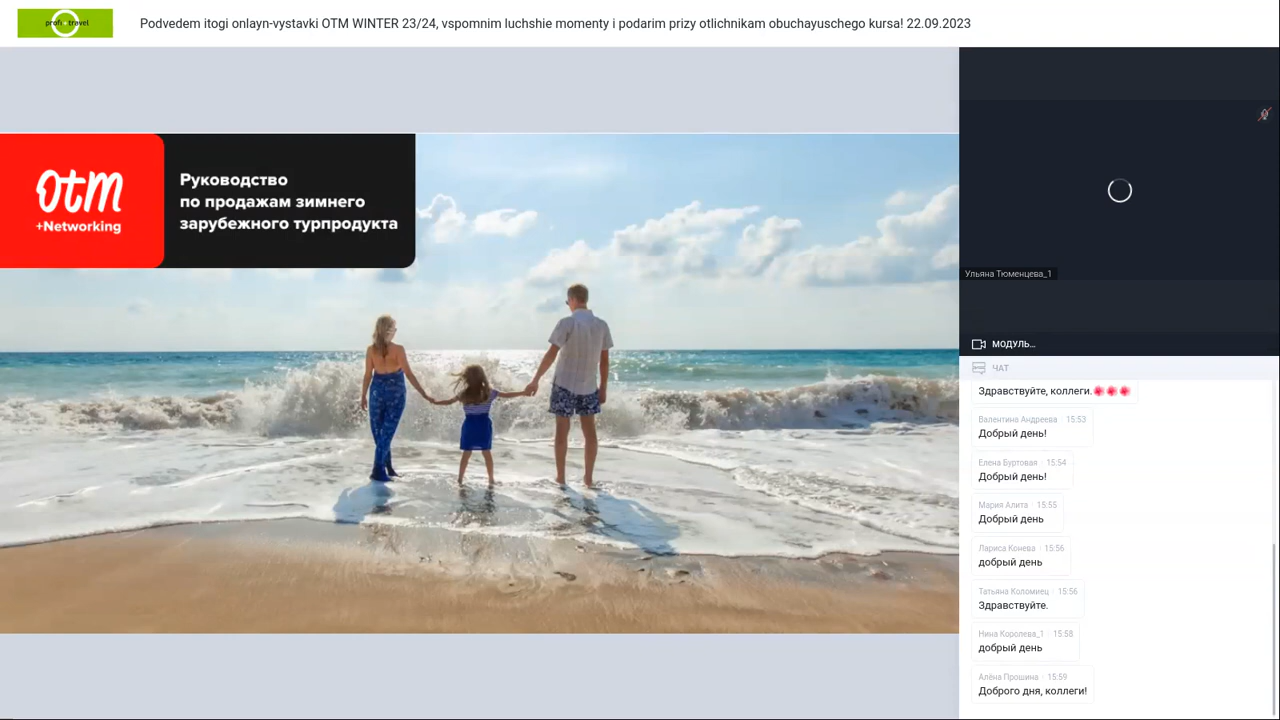 profi travel
Podvedem itogi onlayn-vystavki OTM WINTER 23/24, vspomnim luchshie momenty i podarim prizy otlichnikam obuchayuschego kursa! 22.09.2023
otm
+Networking
Руководство
по продажам зимнего
зарубежного турпродукта
Ульяна Тюменцева_1
МОДУЛЬ...
ЧАТ
Здравствуйте, коллеги.🌺🌺🌺
Валентина Андреева 15:53
Добрый день!
Елена Буртовая 15:54
Добрый день!
Мария Алита 15:55
Добрый день
Лариса Конева 15:56
добрый день
Татьяна Коломиец 15:56
Здравствуйте.
Нина Королева_1 15:58
добрый день
Алёна Прошина 15:59
Доброго дня, коллеги!